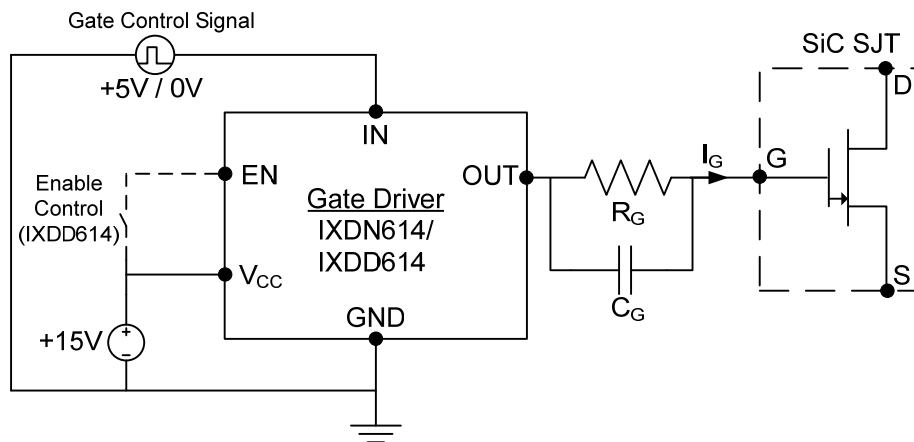 Gate Control Signal
+5V / 0V
SiC SJT
D
IN
EN
OUT
I_G
G
Enable
Control
(IXDD614)
Gate Driver
IXDN614/
IXDD614
R_G
V_CC
C_G
S
GND
+15V
+
-